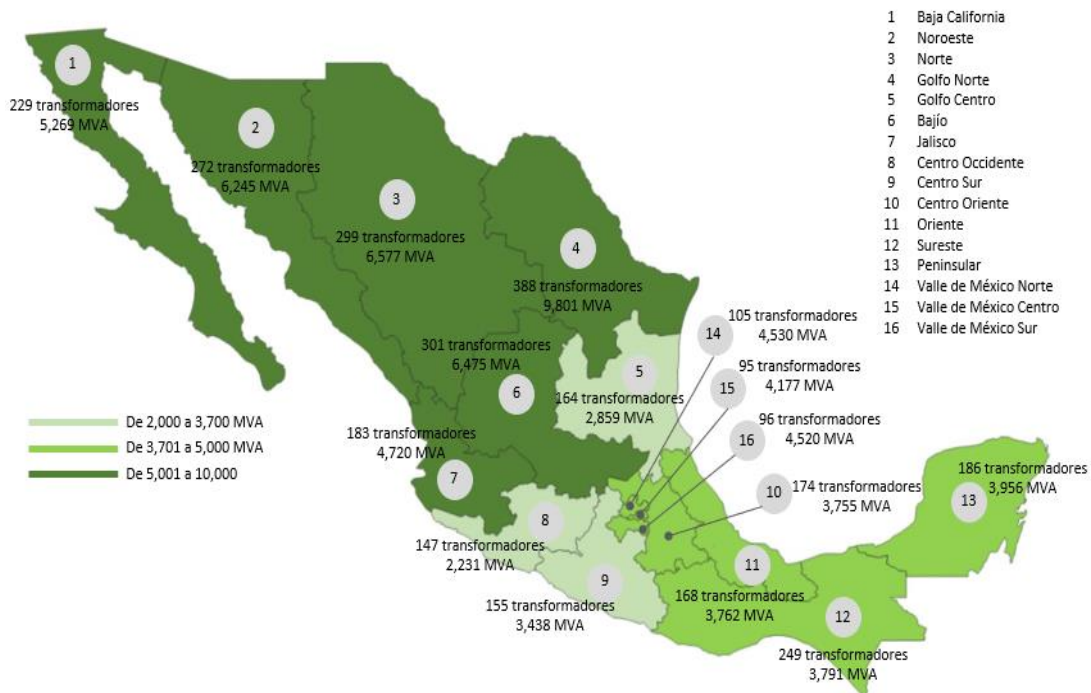 1 Baja California
2 Noroeste
3 Norte
4 Golfo Norte
5 Golfo Centro
6 Bajío
7 Jalisco
8 Centro Occidente
9 Centro Sur
10 Centro Oriente
11 Oriente
12 Sureste
13 Peninsular
14 Valle de México Norte
15 Valle de México Centro
16 Valle de México Sur
1
229 transformadores
5,269 MVA
2
272 transformadores
6,245 MVA
3
299 transformadores
6,577 MVA
4
388 transformadores
9,801 MVA
105 transformadores
4,530 MVA
14
301 transformadores
6,475 MVA
6
5
164 transformadores
2,859 MVA
95 transformadores
4,177 MVA
15
96 transformadores
4,520 MVA
16
183 transformadores
4,720 MVA
7
10
174 transformadores
3,755 MVA
186 transformadores
3,956 MVA
13
8
147 transformadores
2,231 MVA
9
155 transformadores
3,438 MVA
11
168 transformadores
3,762 MVA
12
249 transformadores
3,791 MVA
De 2,000 a 3,700 MVA
De 3,701 a 5,000 MVA
De 5,001 a 10,000